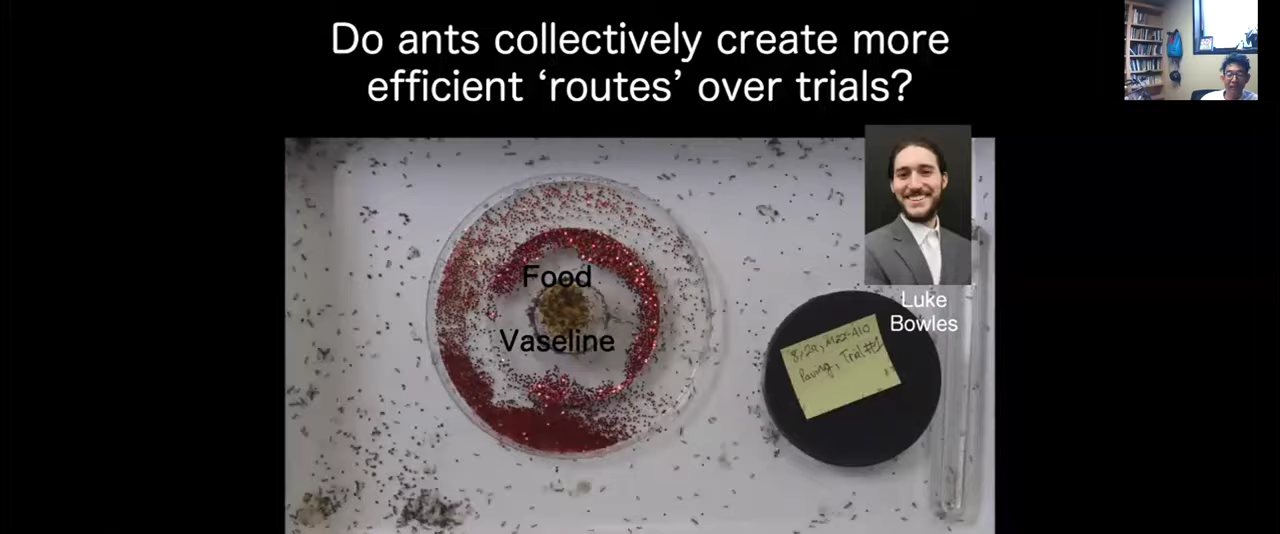 Do ants collectively create more
efficient ‘routes’ over trials?
Food
Vaseline
Luke
Bowles
Paving, Trial #1